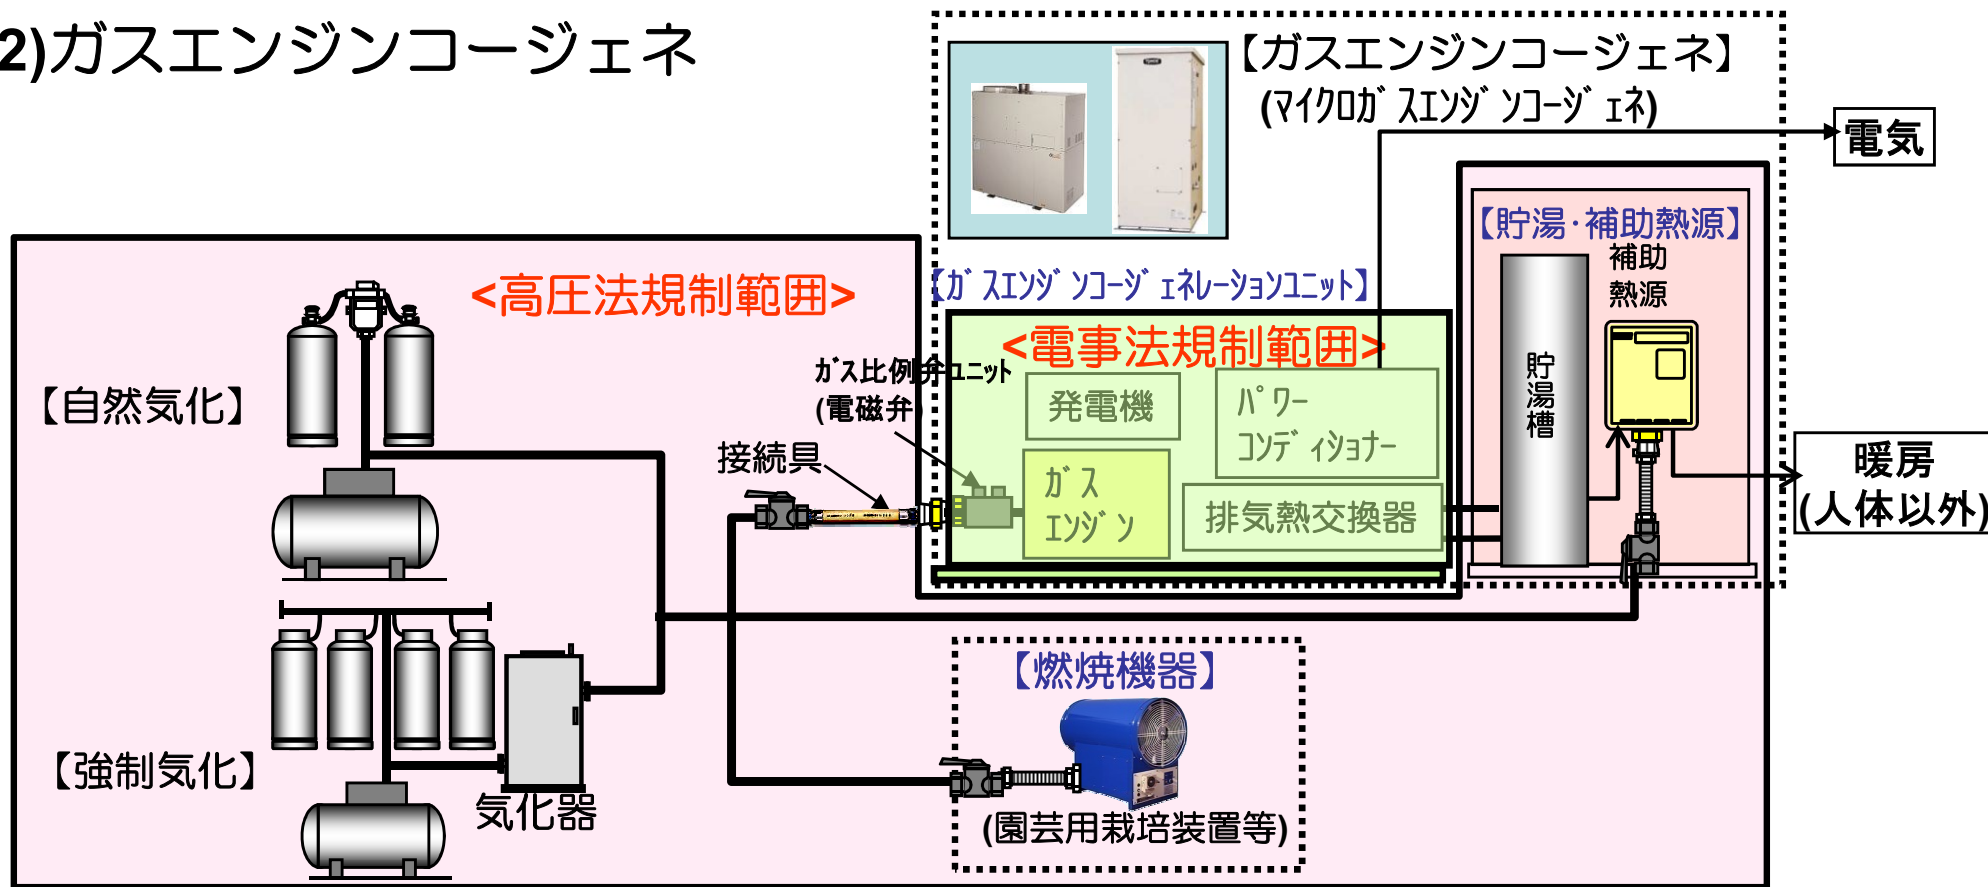 2)ガスエンジンコージェネ
【ガスエンジンコージェネ】
(ﾏｲｸﾛｶﾞｽｴﾝｼﾞﾝｺｰｼﾞｪﾈ)
電気
【貯湯・補助熱源】
補助
熱源
貯湯槽
<高圧法規制範囲>
【ｶﾞｽｴﾝｼﾞﾝｺｰｼﾞｪﾈﾚｰｼｮﾝﾕﾆｯﾄ】
<電事法規制範囲>
ｶﾞｽ比例弁ﾕﾆｯﾄ
(電磁弁)
発電機
ﾊﾟﾜｰ
ｺﾝﾃﾞｨｼｮﾅｰ
【自然気化】
接続具
ｶﾞｽ
ｴﾝｼﾞﾝ
排気熱交換器
暖房
(人体以外)
【燃焼機器】
【強制気化】
気化器
(園芸用栽培装置等)